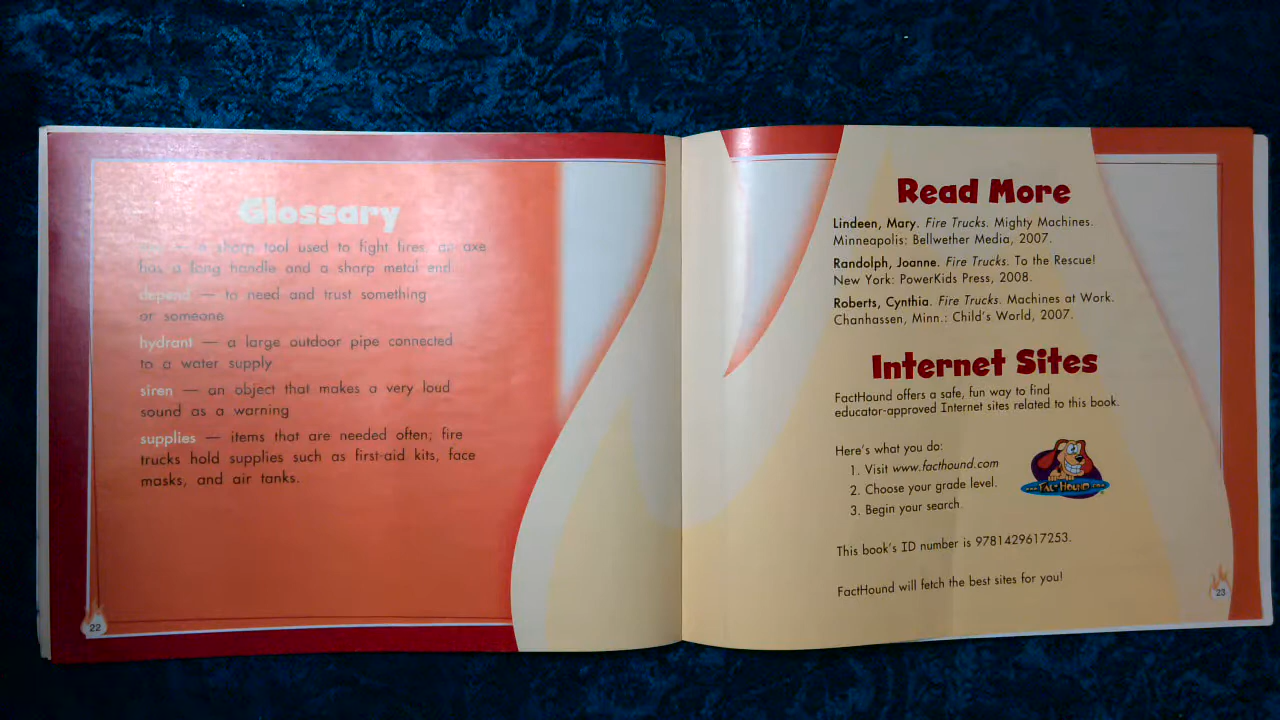 Glossary
a sharp tool used to fight fires; an axe
has a long handle and a sharp metal end
depend — to need and trust something
or someone
hydrant — a large outdoor pipe connected
to a water supply
siren — an object that makes a very loud
sound as a warning
supplies — items that are needed often; fire
trucks hold supplies such as first-aid kits, face
masks, and air tanks.
22
Read More
Lindeen, Mary. Fire Trucks. Mighty Machines.
Minneapolis: Bellwether Media, 2007.
Randolph, Joanne. Fire Trucks. To the Rescue!
New York: PowerKids Press, 2008.
Roberts, Cynthia. Fire Trucks. Machines at Work.
Chanhassen, Minn.: Child's World, 2007.
Internet Sites
FactHound offers a safe, fun way to find
educator-approved Internet sites related to this book.
Here's what you do:
1. Visit www.facthound.com
2. Choose your grade level.
3. Begin your search.
This book's ID number is 9781429617253.
FactHound will fetch the best sites for you!
23